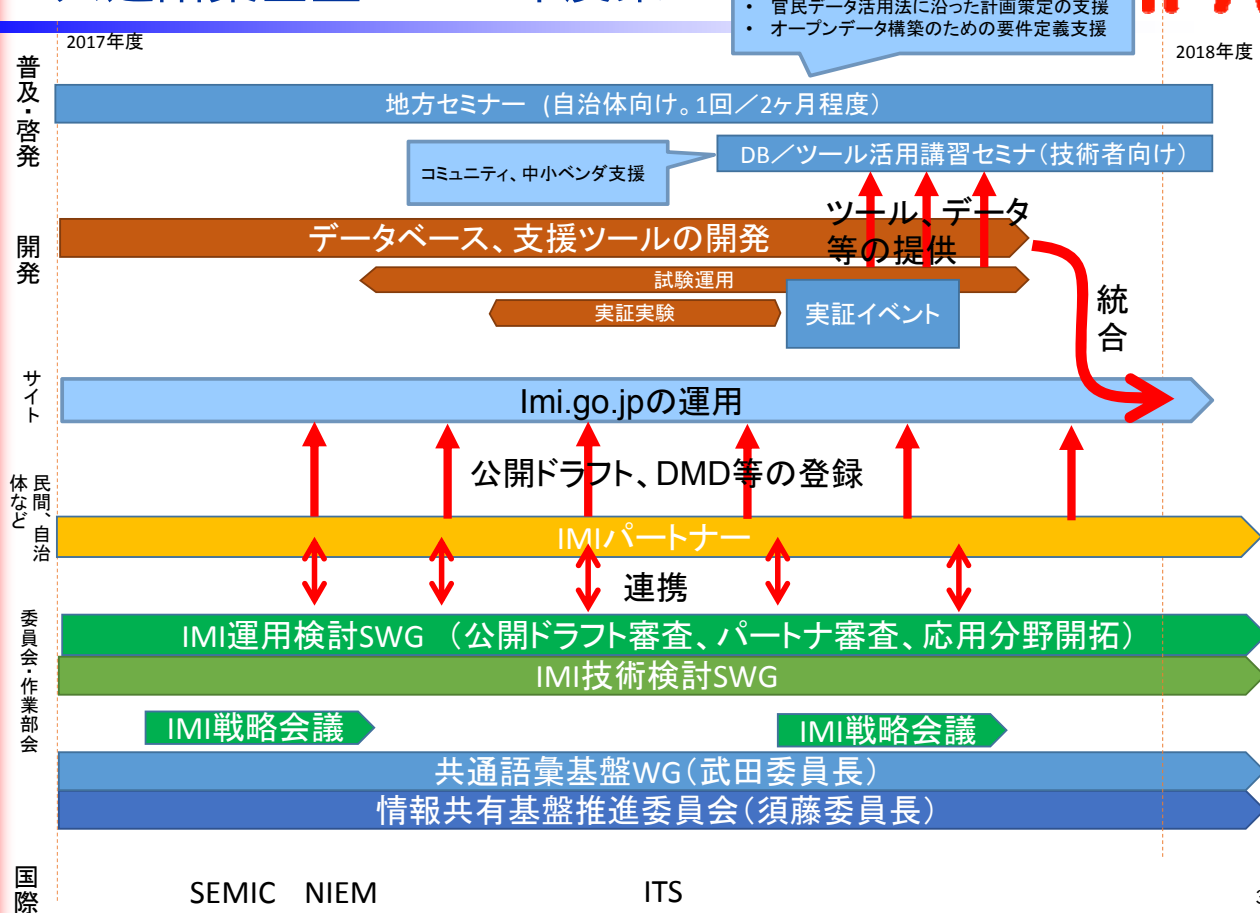 ・ 官民データ活用法に沿った計画策定の支援
・ オープンデータ構築のための要件定義支援
2017年度
2018年度
普及・啓発
地方セミナー (自治体向け。1回/2ヶ月程度)
DB/ツール活用講習セミナ(技術者向け)
コミュニティ、中小ベンダ支援
ツール、データ
等の提供
開発
データベース、支援ツールの開発
試験運用
実証実験
実証イベント
統合
サイト
Imi.go.jpの運用
公開ドラフト、DMD等の登録
民間、自治
体など
IMIパートナー
連携
委員会・作業部会
IMI運用検討SWG (公開ドラフト審査、パートナ審査、応用分野開拓)
IMI技術検討SWG
IMI戦略会議
IMI戦略会議
共通語彙基盤WG(武田委員長)
情報共有基盤推進委員会(須藤委員長)
国際
SEMIC NIEM
ITS